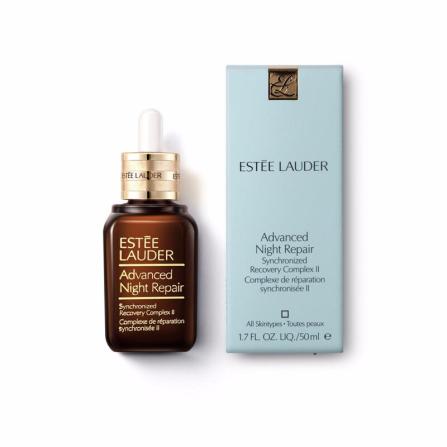 ESTĒE LAUDER
ESTĒE
LAUDER
Advanced
Night Repair
Synchronized
Recovery Complex II
Complexe de réparation
synchronisée II
ESTĒE LAUDER
Advanced
Night Repair
Synchronized
Recovery Complex II
Complexe de réparation
synchronisée II
All Skintypes • Toutes peaux
1.7 FL. OZ. LIQ./50 ml ℮